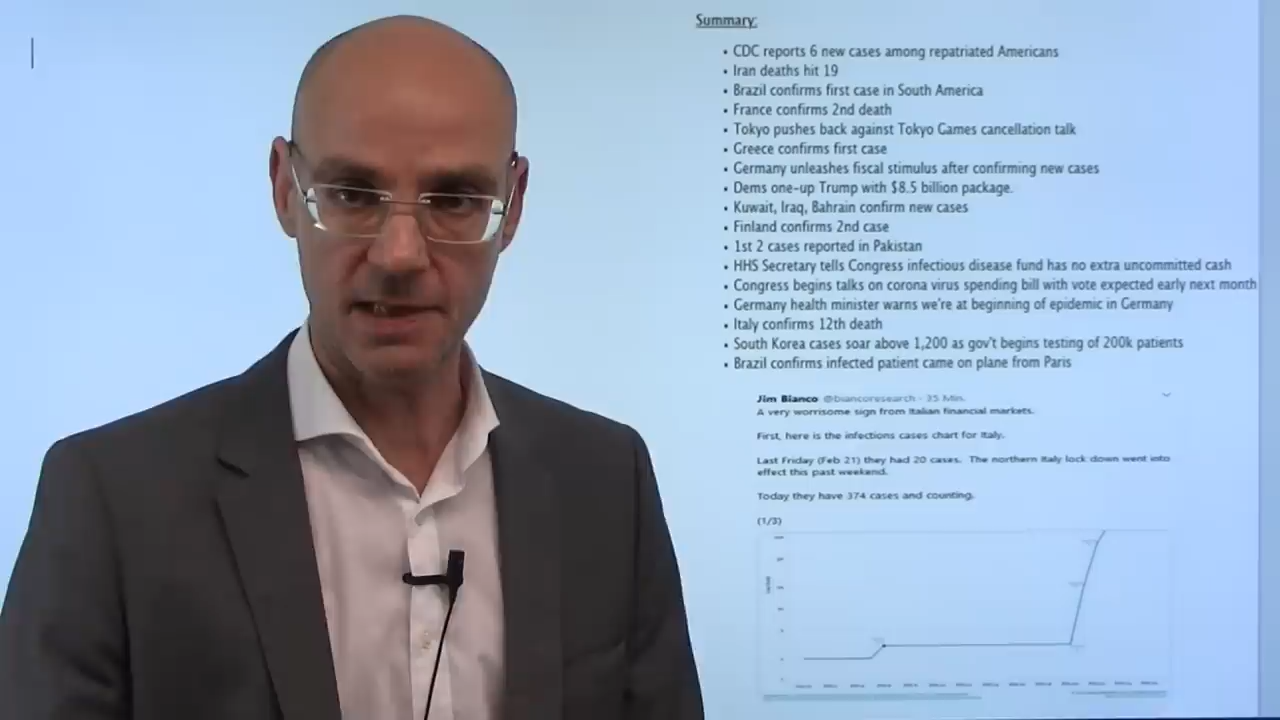 Summary:
• CDC reports 6 new cases among repatriated Americans
• Iran deaths hit 19
• Brazil confirms first case in South America
• France confirms 2nd death
• Tokyo pushes back against Tokyo Games cancellation talk
• Greece confirms first case
• Germany unleashes fiscal stimulus after confirming new cases
• Dems one-up Trump with $8.5 billion package.
• Kuwait, Iraq, Bahrain confirm new cases
• Finland confirms 2nd case
• 1st 2 cases reported in Pakistan
• HHS Secretary tells Congress infectious disease fund has no extra uncommitted cash
• Congress begins talks on corona virus spending bill with vote expected early next month
• Germany health minister warns we're at beginning of epidemic in Germany
• Italy confirms 12th death
• South Korea cases soar above 1,200 as gov't begins testing of 200k patients
• Brazil confirms infected patient came on plane from Paris
Jim Bianco @biancoresearch · 35 Min.
A very worrisome sign from Italian financial markets.
First, here is the infections cases chart for Italy.
Last Friday (Feb 21) they had 20 cases. The northern Italy lock down went into
effect this past weekend.
Today they have 374 cases and counting.
(1/3)